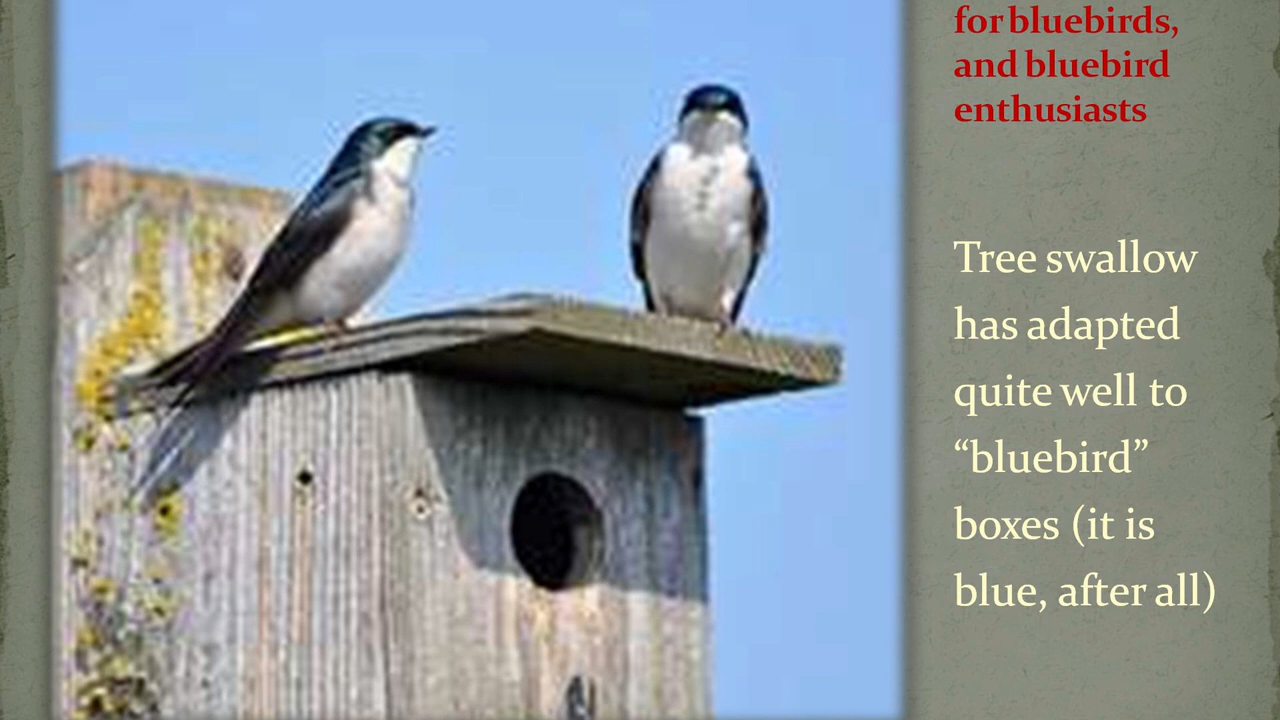 for bluebirds,
and bluebird
enthusiasts
Tree swallow
has adapted
quite well to
“bluebird”
boxes (it is
blue, after all)